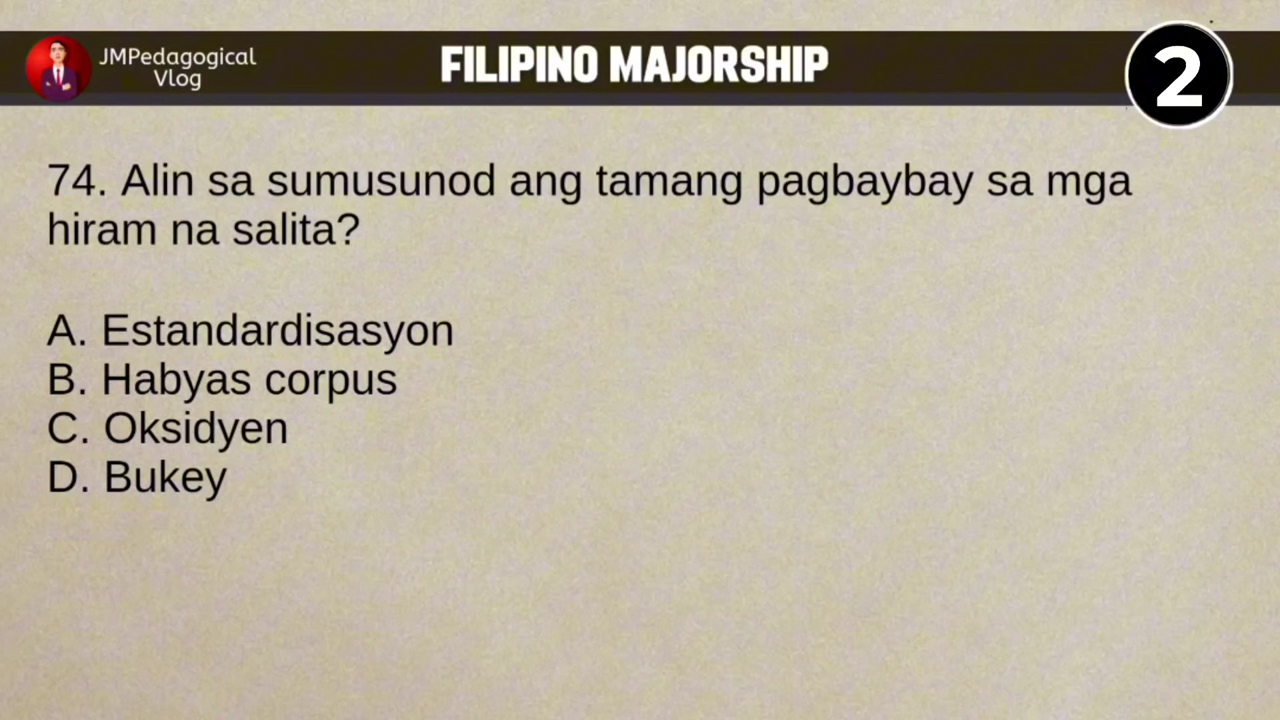 JMPedagogical
Vlog
FILIPINO MAJORSHIP
2
74. Alin sa sumusunod ang tamang pagbaybay sa mga
hiram na salita?
A. Estandardisasyon
B. Habyas corpus
C. Oksidyen
D. Bukey